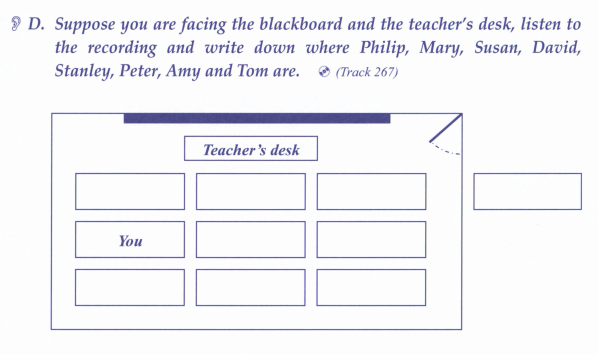 D. Suppose you are facing the blackboard and the teacher's desk, listen to
the recording and write down where Philip, Mary, Susan, David,
Stanley, Peter, Amy and Tom are. (Track 267)
Teacher's desk
You